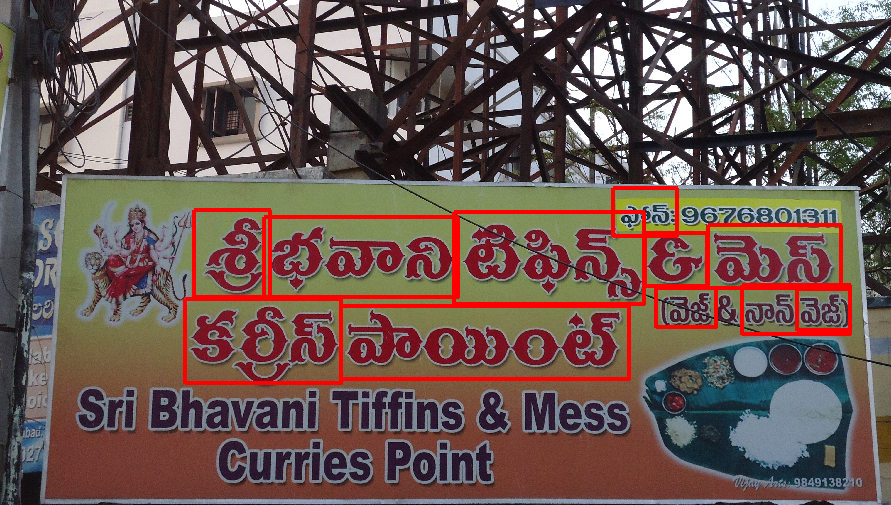 ఫోన్: 9676801311
శ్రీ భవాని టిఫిన్స్ & మెస్
(వెజ్ & నాన్ వెజ్)
కర్రీస్ పాయింట్
Sri Bhavani Tiffins & Mess
Curries Point
Vijay Arts: 9849138210